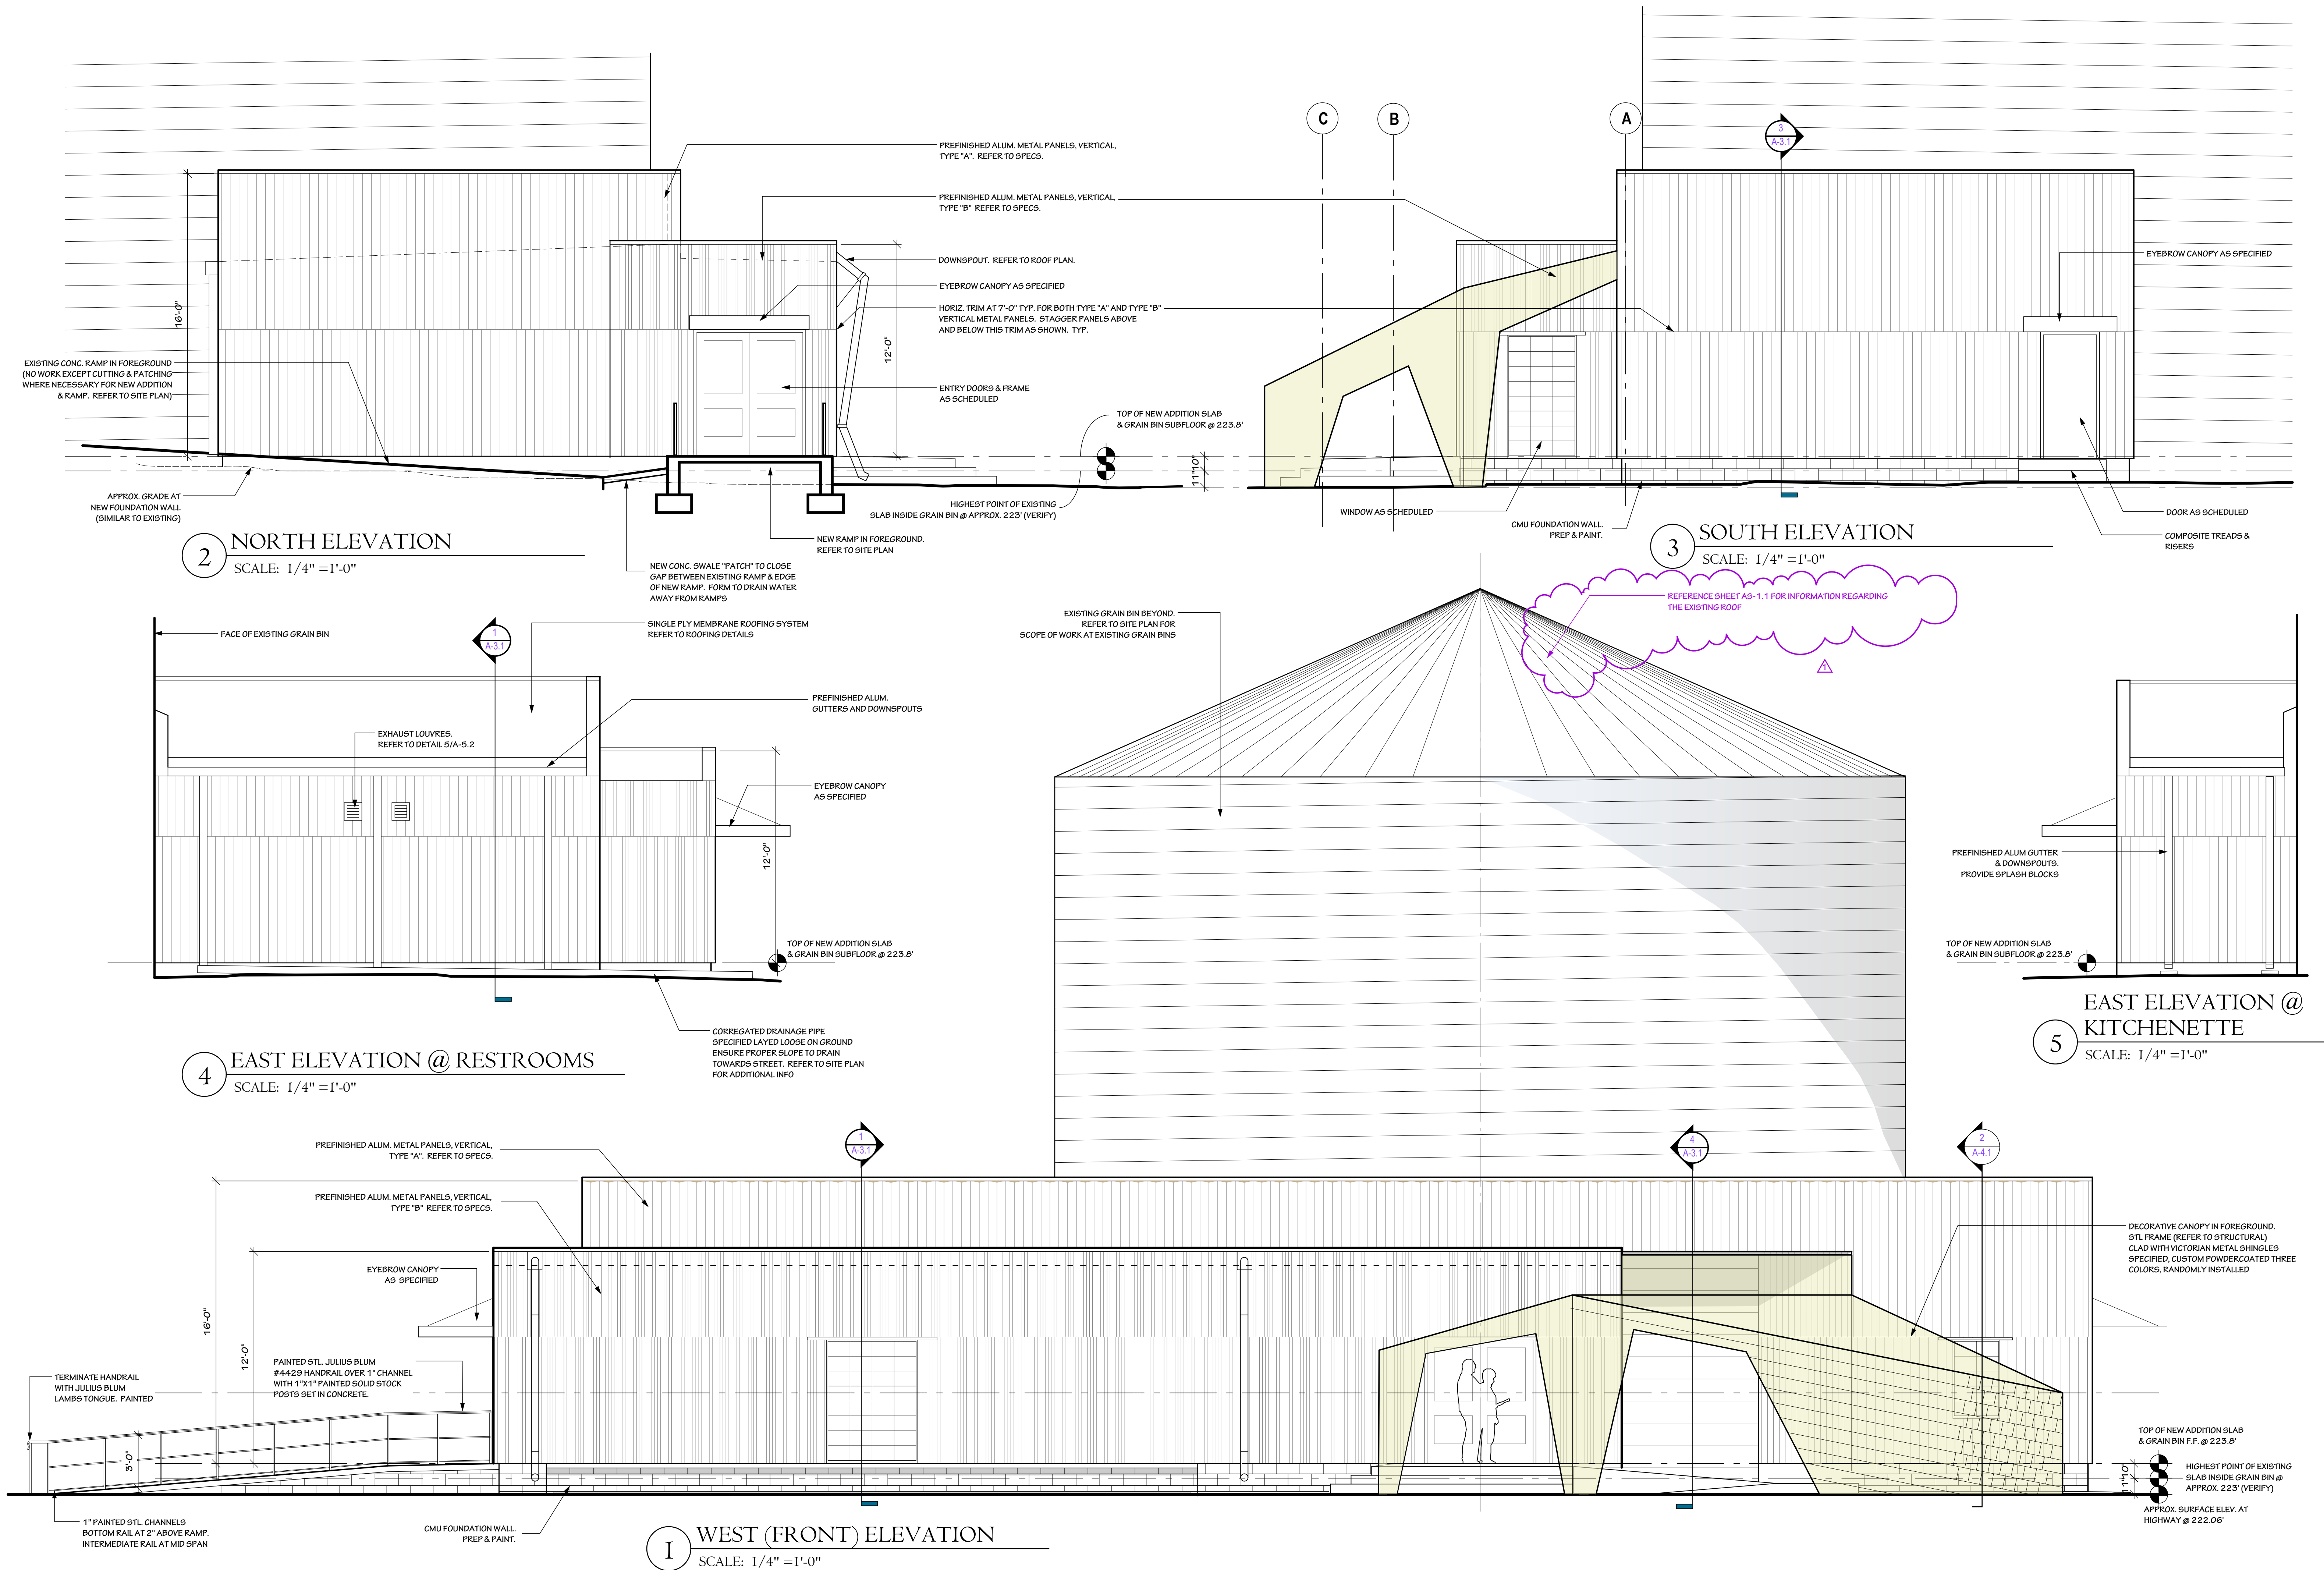 C
B
A
3
A-3.1
PREFINISHED ALUM. METAL PANELS, VERTICAL,
TYPE "A". REFER TO SPECS.
PREFINISHED ALUM. METAL PANELS, VERTICAL,
TYPE "B" REFER TO SPECS.
DOWNSPOUT. REFER TO ROOF PLAN.
EYEBROW CANOPY AS SPECIFIED
HORIZ. TRIM AT 7'-0" TYP. FOR BOTH TYPE "A" AND TYPE "B"
VERTICAL METAL PANELS. STAGGER PANELS ABOVE
AND BELOW THIS TRIM AS SHOWN. TYP.
ENTRY DOORS & FRAME
AS SCHEDULED
16'-0"
12'-0"
EXISTING CONC. RAMP IN FOREGROUND
(NO WORK EXCEPT CUTTING & PATCHING
WHERE NECESSARY FOR NEW ADDITION
& RAMP. REFER TO SITE PLAN)
APPROX. GRADE AT
NEW FOUNDATION WALL
(SIMILAR TO EXISTING)
TOP OF NEW ADDITION SLAB
& GRAIN BIN SUBFLOOR @ 223.8'
HIGHEST POINT OF EXISTING
SLAB INSIDE GRAIN BIN @ APPROX. 223' (VERIFY)
NEW RAMP IN FOREGROUND.
REFER TO SITE PLAN
NEW CONC. SWALE "PATCH" TO CLOSE
GAP BETWEEN EXISTING RAMP & EDGE
OF NEW RAMP. FORM TO DRAIN WATER
AWAY FROM RAMPS
2
NORTH ELEVATION
SCALE: 1/4" =1'-0"
10"
11"
EYEBROW CANOPY AS SPECIFIED
WINDOW AS SCHEDULED
CMU FOUNDATION WALL.
PREP & PAINT.
DOOR AS SCHEDULED
COMPOSITE TREADS &
RISERS
3
SOUTH ELEVATION
SCALE: 1/4" =1'-0"
REFERENCE SHEET AS-1.1 FOR INFORMATION REGARDING
THE EXISTING ROOF
1
EXISTING GRAIN BIN BEYOND.
REFER TO SITE PLAN FOR
SCOPE OF WORK AT EXISTING GRAIN BINS
FACE OF EXISTING GRAIN BIN
1
A-3.1
SINGLE PLY MEMBRANE ROOFING SYSTEM
REFER TO ROOFING DETAILS
PREFINISHED ALUM.
GUTTERS AND DOWNSPOUTS
EXHAUST LOUVRES.
REFER TO DETAIL 5/A-5.2
EYEBROW CANOPY
AS SPECIFIED
12'-0"
TOP OF NEW ADDITION SLAB
& GRAIN BIN SUBFLOOR @ 223.8'
CORREGATED DRAINAGE PIPE
SPECIFIED LAYED LOOSE ON GROUND
ENSURE PROPER SLOPE TO DRAIN
TOWARDS STREET. REFER TO SITE PLAN
FOR ADDITIONAL INFO
4
EAST ELEVATION @ RESTROOMS
SCALE: 1/4" =1'-0"
PREFINISHED ALUM GUTTER
& DOWNSPOUTS.
PROVIDE SPLASH BLOCKS
TOP OF NEW ADDITION SLAB
& GRAIN BIN SUBFLOOR @ 223.8'
5
EAST ELEVATION @
KITCHENETTE
SCALE: 1/4" =1'-0"
PREFINISHED ALUM. METAL PANELS, VERTICAL,
TYPE "A". REFER TO SPECS.
PREFINISHED ALUM. METAL PANELS, VERTICAL,
TYPE "B" REFER TO SPECS.
1
A-3.1
4
A-3.1
2
A-4.1
EYEBROW CANOPY
AS SPECIFIED
16'-0"
12'-0"
PAINTED STL. JULIUS BLUM
#4429 HANDRAIL OVER 1" CHANNEL
WITH 1"X1" PAINTED SOLID STOCK
POSTS SET IN CONCRETE.
TERMINATE HANDRAIL
WITH JULIUS BLUM
LAMBS TONGUE. PAINTED
3'-0"
1" PAINTED STL. CHANNELS
BOTTOM RAIL AT 2" ABOVE RAMP.
INTERMEDIATE RAIL AT MID SPAN
CMU FOUNDATION WALL.
PREP & PAINT.
DECORATIVE CANOPY IN FOREGROUND.
STL FRAME (REFER TO STRUCTURAL)
CLAD WITH VICTORIAN METAL SHINGLES
SPECIFIED, CUSTOM POWDERCOATED THREE
COLORS, RANDOMLY INSTALLED
TOP OF NEW ADDITION SLAB
& GRAIN BIN F.F. @ 223.8'
10"
11"
HIGHEST POINT OF EXISTING
SLAB INSIDE GRAIN BIN @
APPROX. 223' (VERIFY)
APPROX. SURFACE ELEV. AT
HIGHWAY @ 222.06'
1
WEST (FRONT) ELEVATION
SCALE: 1/4" =1'-0"